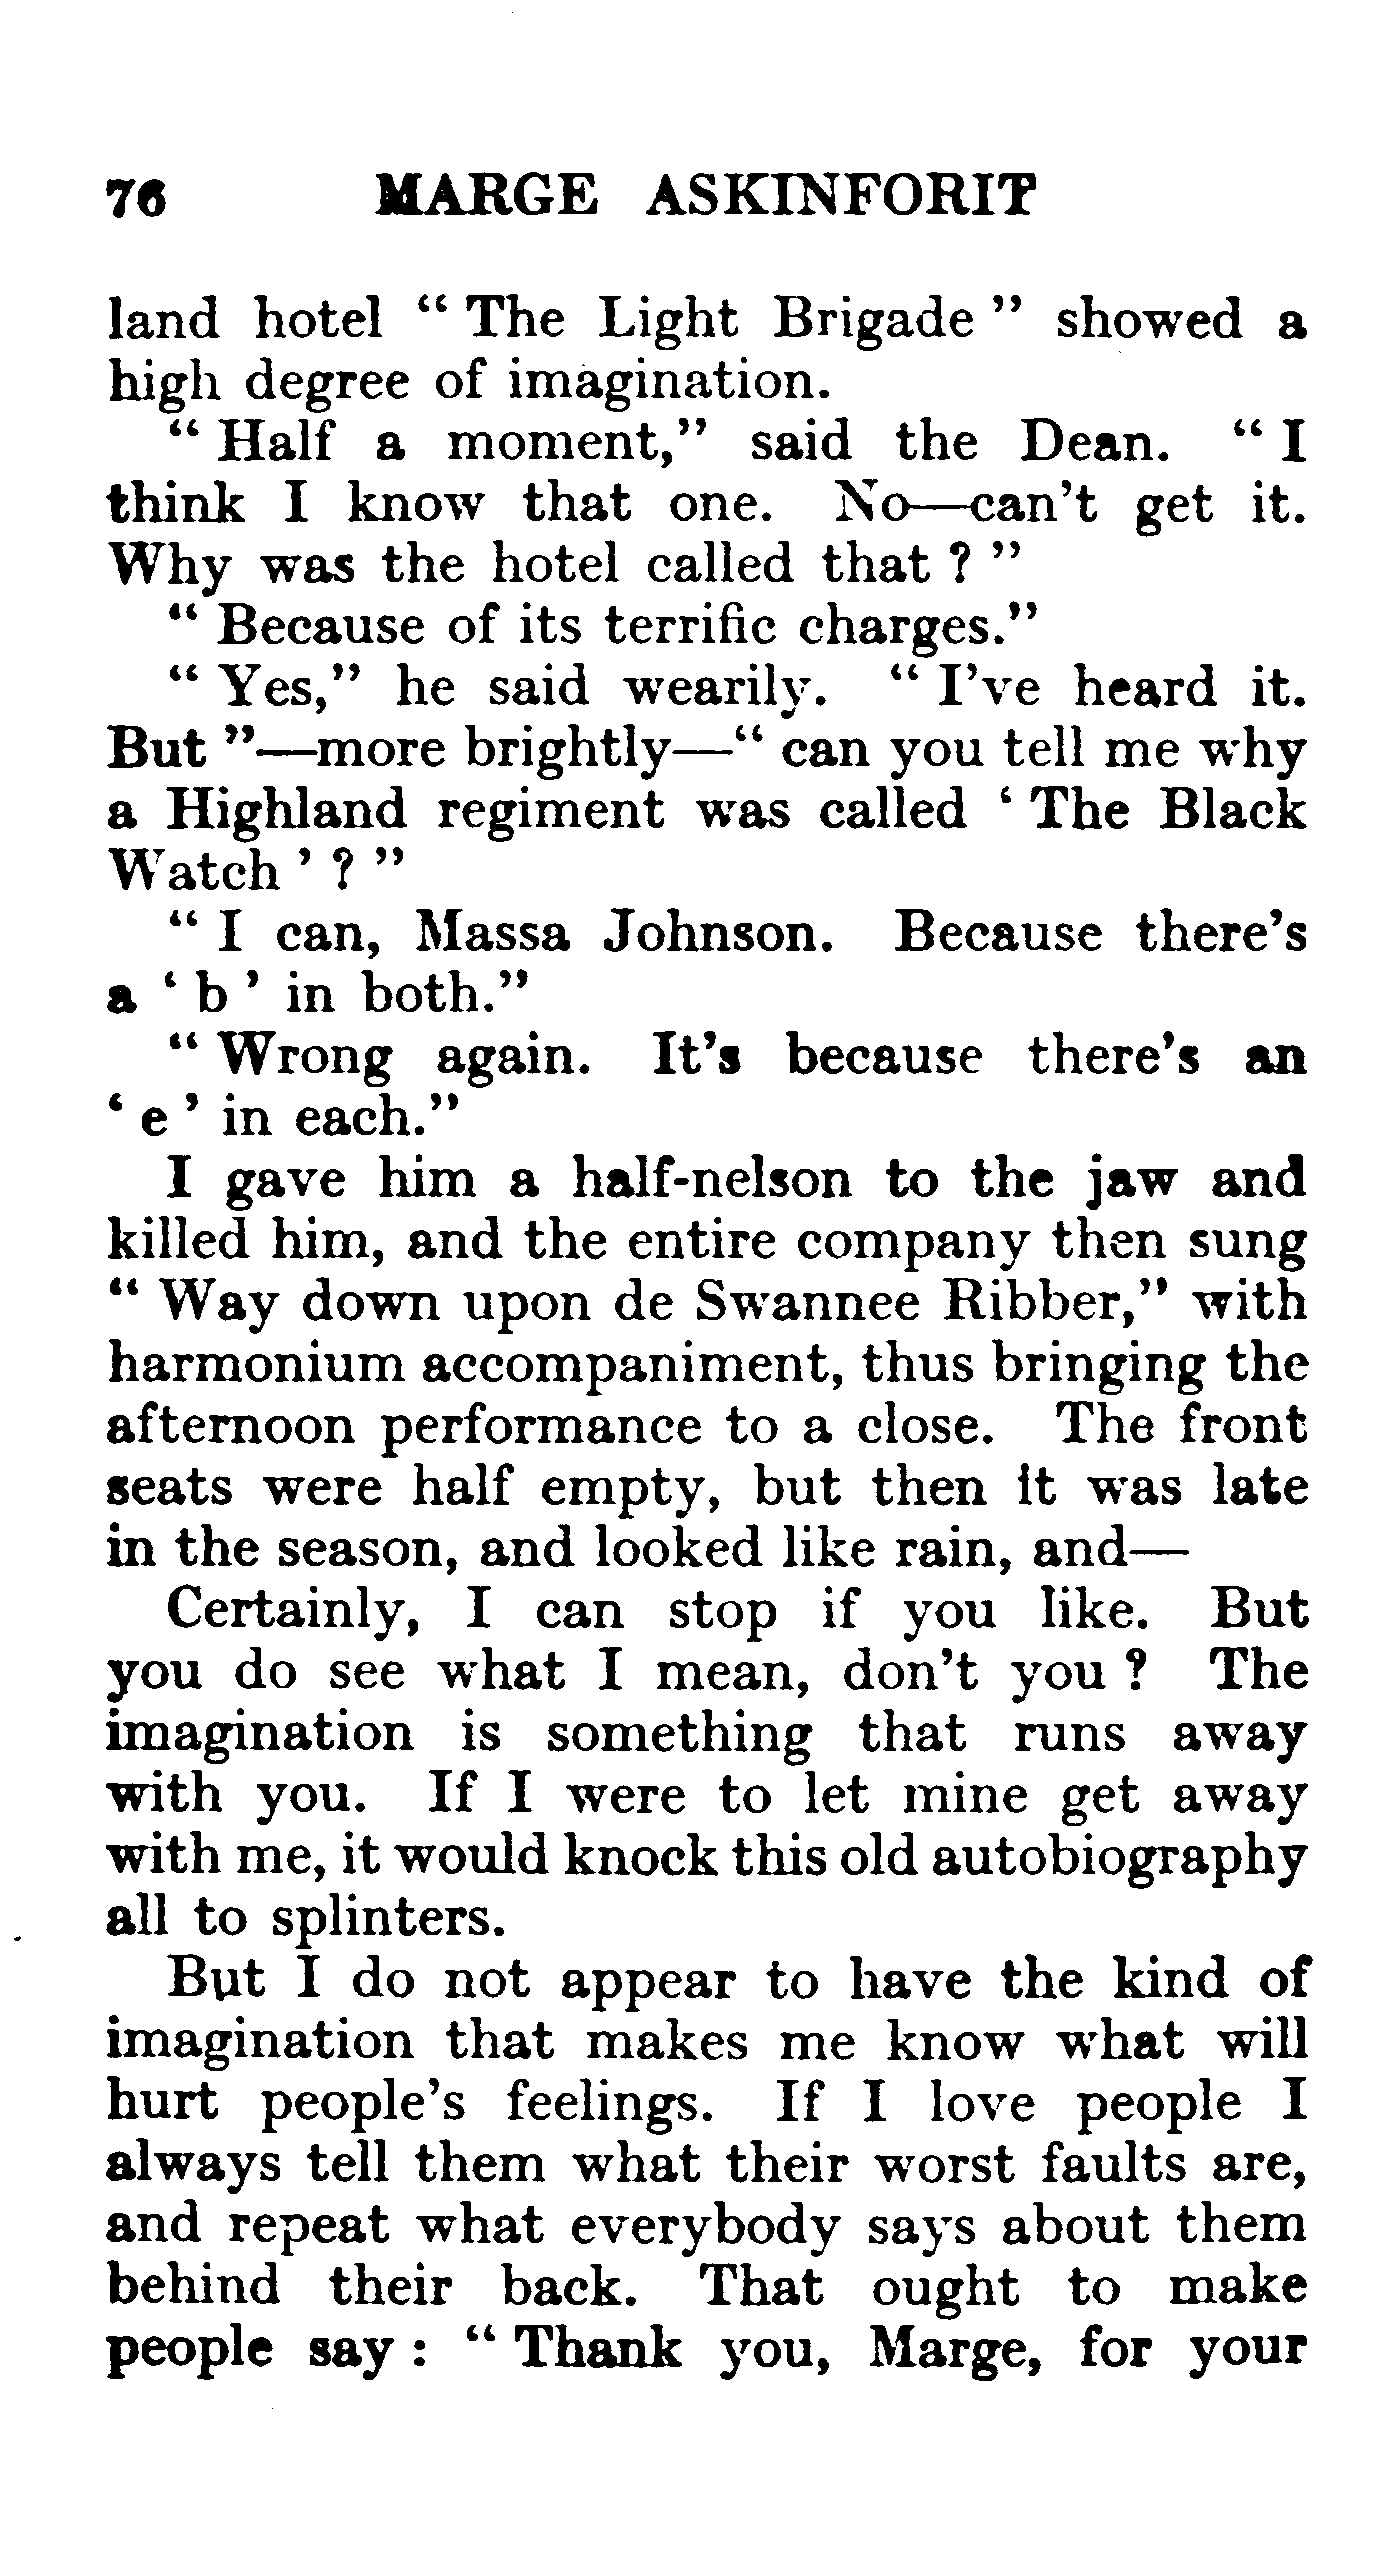 76 MARGE ASKINFORIT
land hotel “ The Light Brigade ” showed a
high degree of imagination.
“ Half a moment,” said the Dean. “ I
think I know that one. No—can’t get it.
Why was the hotel called that ? ”
“ Because of its terrific charges.”
“ Yes,” he said wearily. “ I’ve heard it.
But ”—more brightly—“ can you tell me why
a Highland regiment was called ‘ The Black
Watch ’ ? ”
“ I can, Massa Johnson. Because there’s
a ‘ b ’ in both.”
“ Wrong again. It’s because there’s an
‘ e ’ in each.”
I gave him a half-nelson to the jaw and
killed him, and the entire company then sung
“ Way down upon de Swannee Ribber,” with
harmonium accompaniment, thus bringing the
afternoon performance to a close. The front
seats were half empty, but then it was late
in the season, and looked like rain, and—
Certainly, I can stop if you like. But
you do see what I mean, don’t you ? The
imagination is something that runs away
with you. If I were to let mine get away
with me, it would knock this old autobiography
all to splinters.
But I do not appear to have the kind of
imagination that makes me know what will
hurt people’s feelings. If I love people I
always tell them what their worst faults are,
and repeat what everybody says about them
behind their back. That ought to make
people say : “ Thank you, Marge, for your